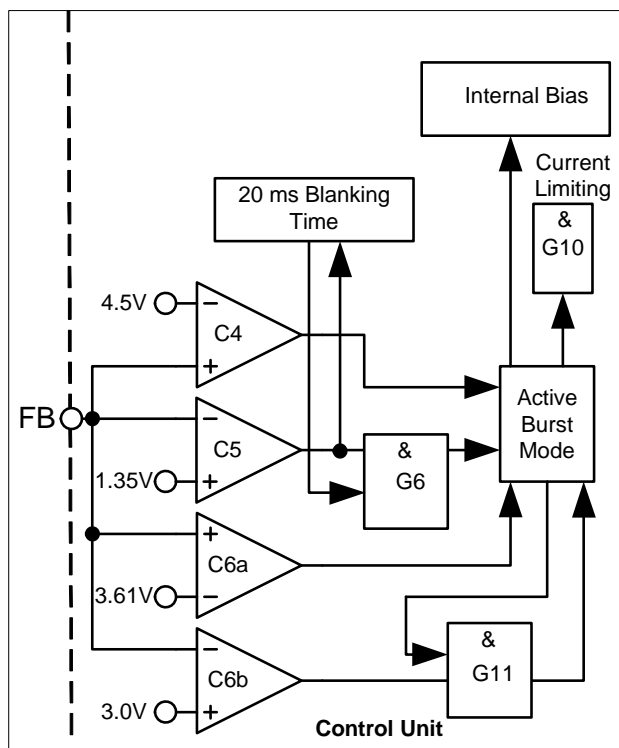 Internal Bias
Current
Limiting
20 ms Blanking
Time
&
G10
4.5V
C4
FB
C5
1.35V
&
G6
Active
Burst
Mode
C6a
3.61V
C6b
&
G11
3.0V
Control Unit